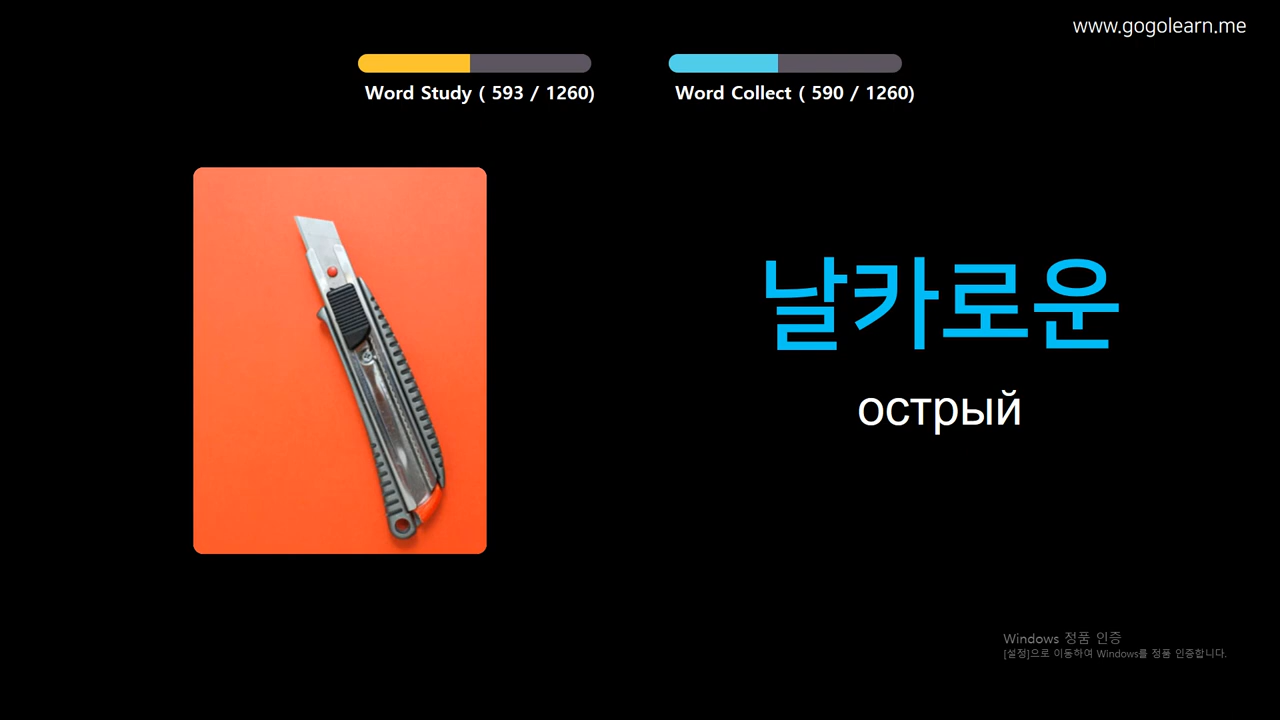 www.gogolearn.me
Word Study ( 593 / 1260)
Word Collect ( 590 / 1260)
날카로운
острый
Windows 정품 인증
[설정]으로 이동하여 Windows를 정품 인증합니다.